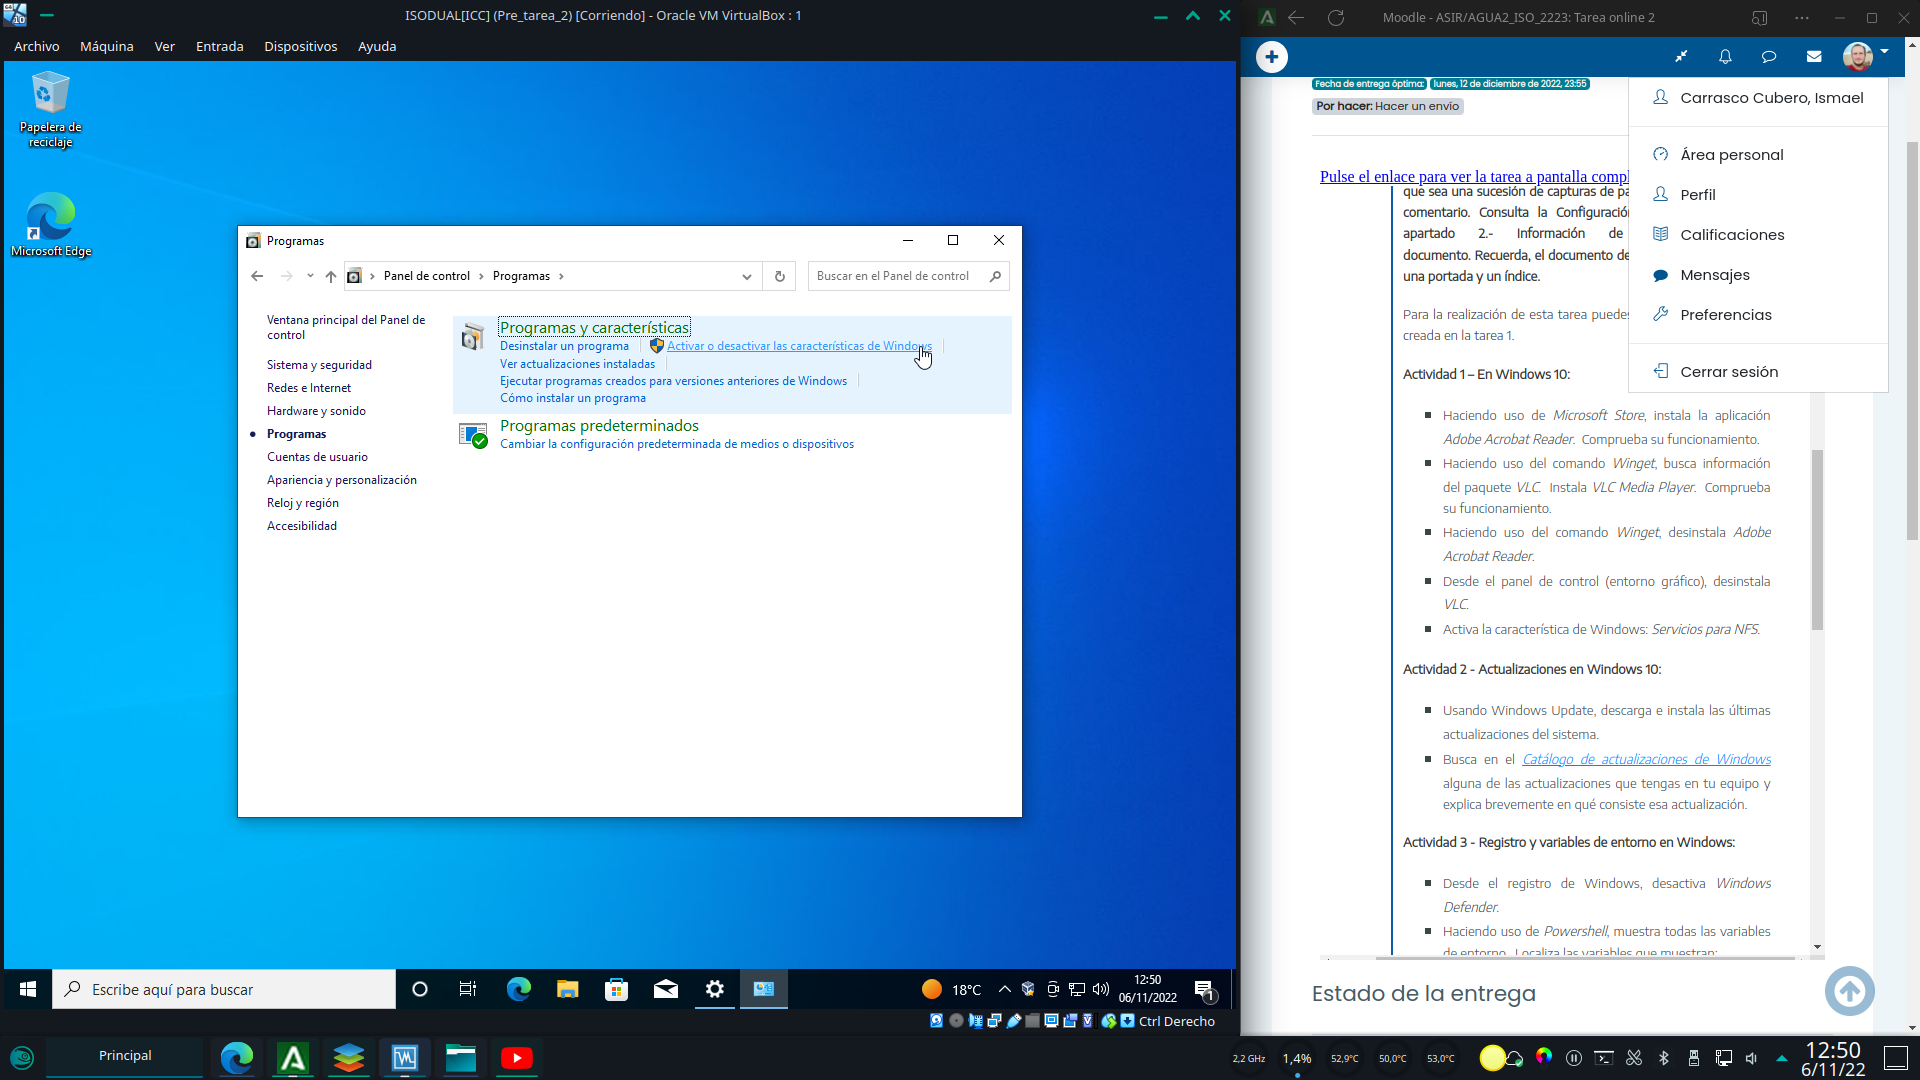 ISODUAL[ICC] (Pre_tarea_2) [Corriendo] - Oracle VM VirtualBox : 1
Archivo Máquina Ver Entrada Dispositivos Ayuda
Papelera de
reciclaje
Microsoft Edge
Programas
Panel de control
Programas
Buscar en el Panel de control
Ventana principal del Panel de
control
Sistema y seguridad
Redes e Internet
Hardware y sonido
Programas
Cuentas de usuario
Apariencia y personalización
Reloj y región
Accesibilidad
Programas y características
Desinstalar un programa
Activar o desactivar las características de Windows
Ver actualizaciones instaladas
Ejecutar programas creados para versiones anteriores de Windows
Cómo instalar un programa
Programas predeterminados
Cambiar la configuración predeterminada de medios o dispositivos
Escribe aquí para buscar
18°C
12:50
06/11/2022
1
Ctrl Derecho
Moodle - ASIR/AGUA2_ISO_2223: Tarea online 2
Fecha de entrega óptima: lunes, 12 de diciembre de 2022, 23:55
Por hacer: Hacer un envío
Pulse el enlace para ver la tarea a pantalla compl
que sea una sucesión de capturas de pa
comentario. Consulta la Configuració
apartado 2.- Información de
documento. Recuerda, el documento de
una portada y un índice.
Para la realización de esta tarea puedes
creada en la tarea 1.
Carrasco Cubero, Ismael
Área personal
Perfil
Calificaciones
Mensajes
Preferencias
Cerrar sesión
Actividad 1 – En Windows 10:
Haciendo uso de Microsoft Store, instala la aplicación
Adobe Acrobat Reader. Comprueba su funcionamiento.
Haciendo uso del comando Winget, busca información
del paquete VLC. Instala VLC Media Player. Comprueba
su funcionamiento.
Haciendo uso del comando Winget, desinstala Adobe
Acrobat Reader.
Desde el panel de control (entorno gráfico), desinstala
VLC.
Activa la característica de Windows: Servicios para NFS.
Actividad 2 - Actualizaciones en Windows 10:
Usando Windows Update, descarga e instala las últimas
actualizaciones del sistema.
Busca en el Catálogo de actualizaciones de Windows
alguna de las actualizaciones que tengas en tu equipo y
explica brevemente en qué consiste esa actualización.
Actividad 3 - Registro y variables de entorno en Windows:
Desde el registro de Windows, desactiva Windows
Defender.
Haciendo uso de Powershell, muestra todas las variables
de entorno. Localiza las variables que muestran:
Estado de la entrega
Principal
2,2 GHz
1,4%
52,9°C
50,0°C
53,0°C
12:50
6/11/22